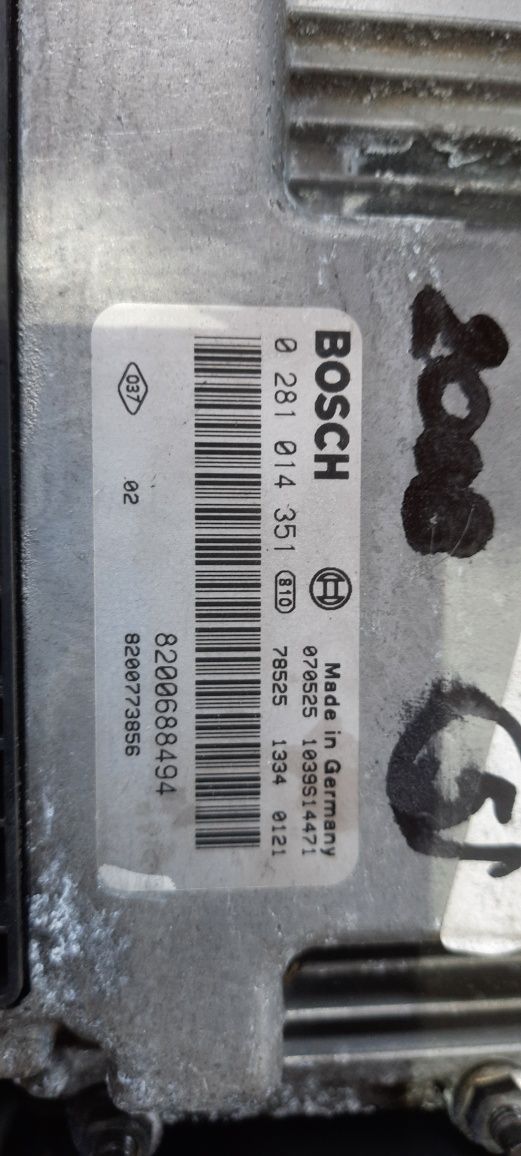 2008
51
BOSCH
Made in Germany
0 281 014 351 810
070525 1039S14471
78525 1334 0121
8200688494
037 02 8200773856